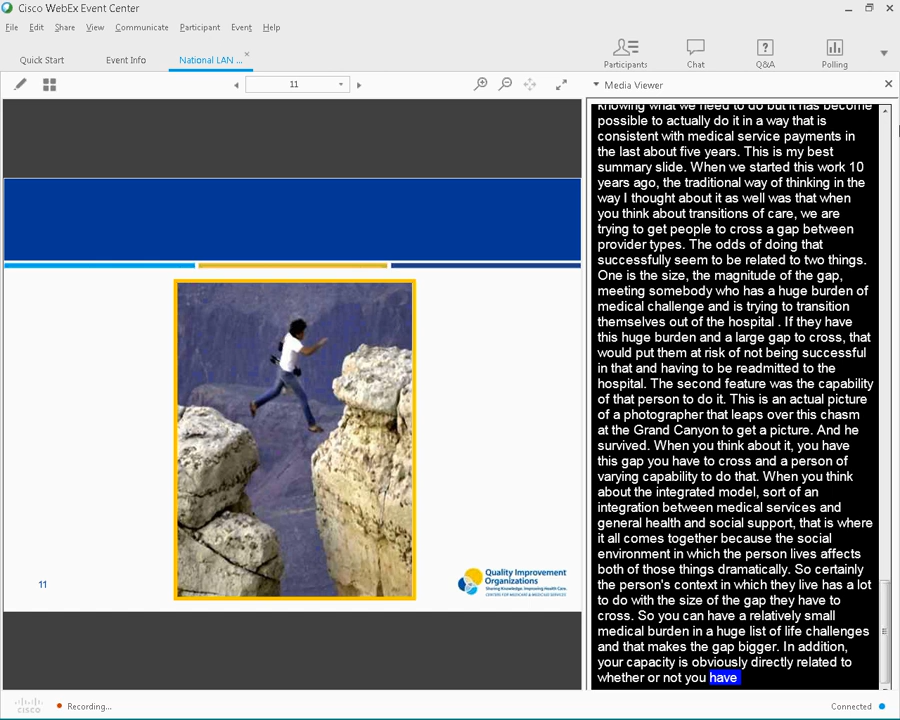 Cisco WebEx Event Center
File Edit Share View Communicate Participant Event Help
Quick Start Event Info National LAN ... Participants Chat Q&A Polling
11 Media Viewer
knowing what we need to do but it has become
possible to actually do it in a way that is
consistent with medical service payments in
the last about five years. This is my best
summary slide. When we started this work 10
years ago, the traditional way of thinking in the
way I thought about it as well was that when
you think about transitions of care, we are
trying to get people to cross a gap between
provider types. The odds of doing that
successfully seem to be related to two things.
One is the size, the magnitude of the gap,
meeting somebody who has a huge burden of
medical challenge and is trying to transition
themselves out of the hospital . If they have
this huge burden and a large gap to cross, that
would put them at risk of not being successful
in that and having to be readmitted to the
hospital. The second feature was the capability
of that person to do it. This is an actual picture
of a photographer that leaps over this chasm
at the Grand Canyon to get a picture. And he
survived. When you think about it, you have
this gap you have to cross and a person of
varying capability to do that. When you think
about the integrated model, sort of an
integration between medical services and
general health and social support, that is where
it all comes together because the social
environment in which the person lives affects
both of those things dramatically. So certainly
the person's context in which they live has a lot
to do with the size of the gap they have to
cross. So you can have a relatively small
medical burden in a huge list of life challenges
and that makes the gap bigger. In addition,
your capacity is obviously directly related to
whether or not you have
11
Quality Improvement
Organizations
Sharing Knowledge. Improving Health Care.
CENTERS FOR MEDICARE & MEDICAID SERVICES
CISCO Recording... Connected